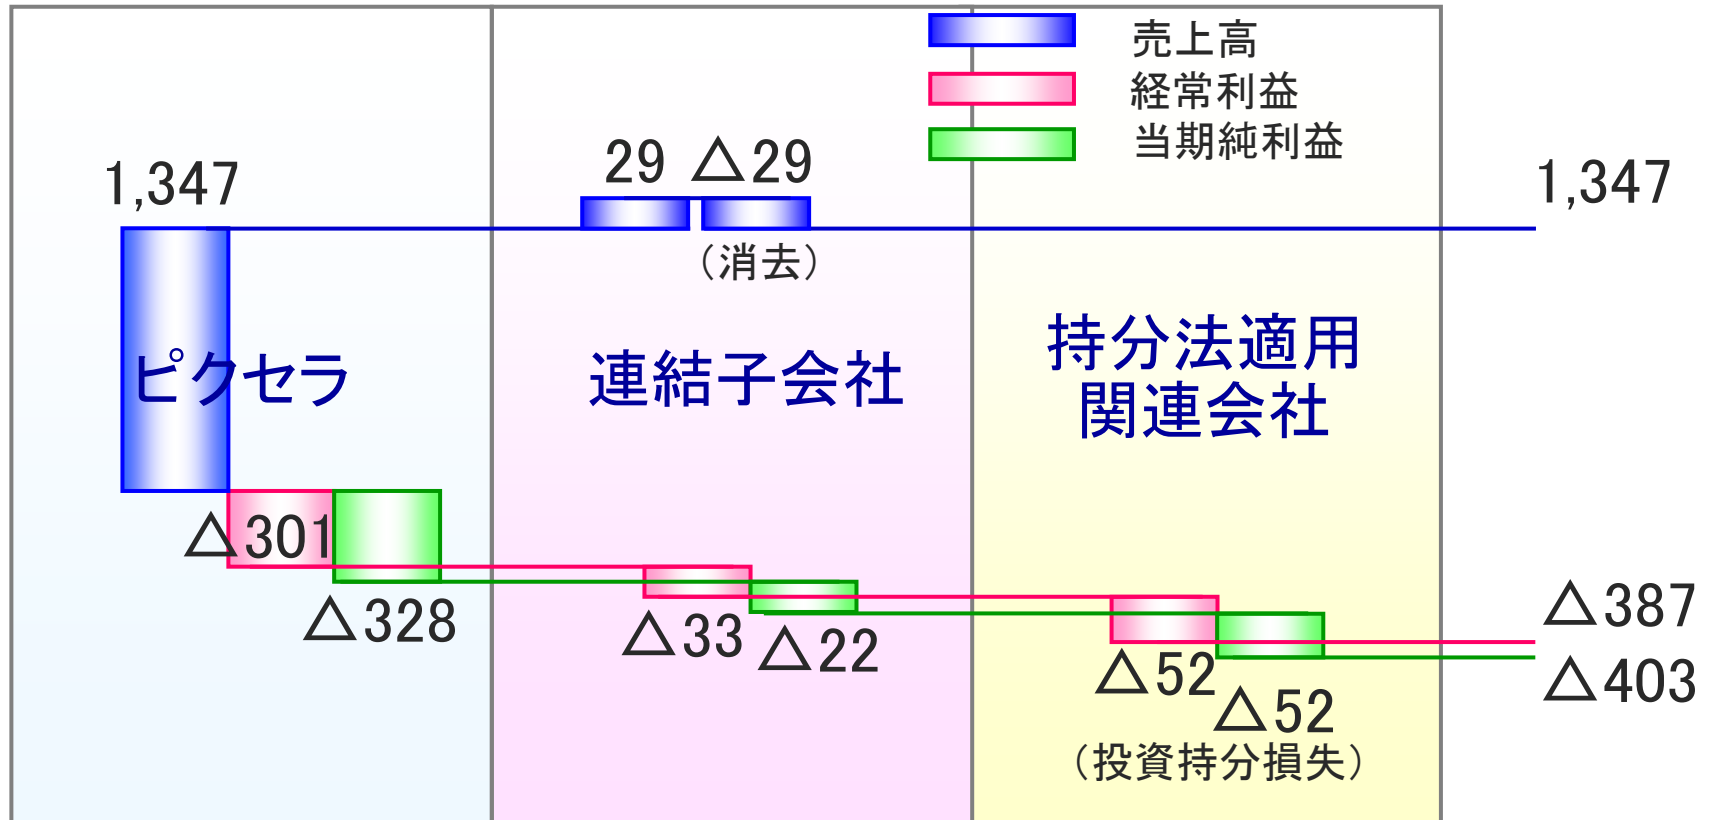 売上高
経常利益
当期純利益
1,347
29 △29
1,347
(消去)
ピクセラ
連結子会社
持分法適用
関連会社
△301
△328
△33
△22
△52
△52
(投資持分損失)
△387
△403